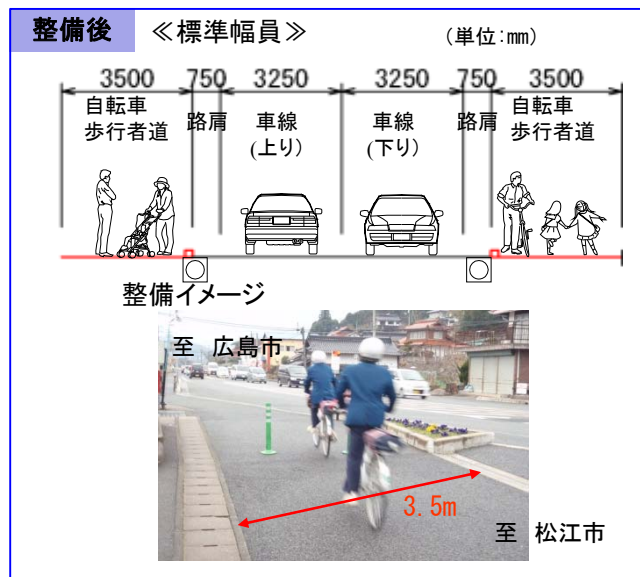 整備後 ≪標準幅員≫ (単位:mm)
3500 750 3250 3250 750 3500
自転車歩行者道 路肩 車線(上り) 車線(下り) 路肩 自転車歩行者道
整備イメージ
至 広島市
3.5m
至 松江市